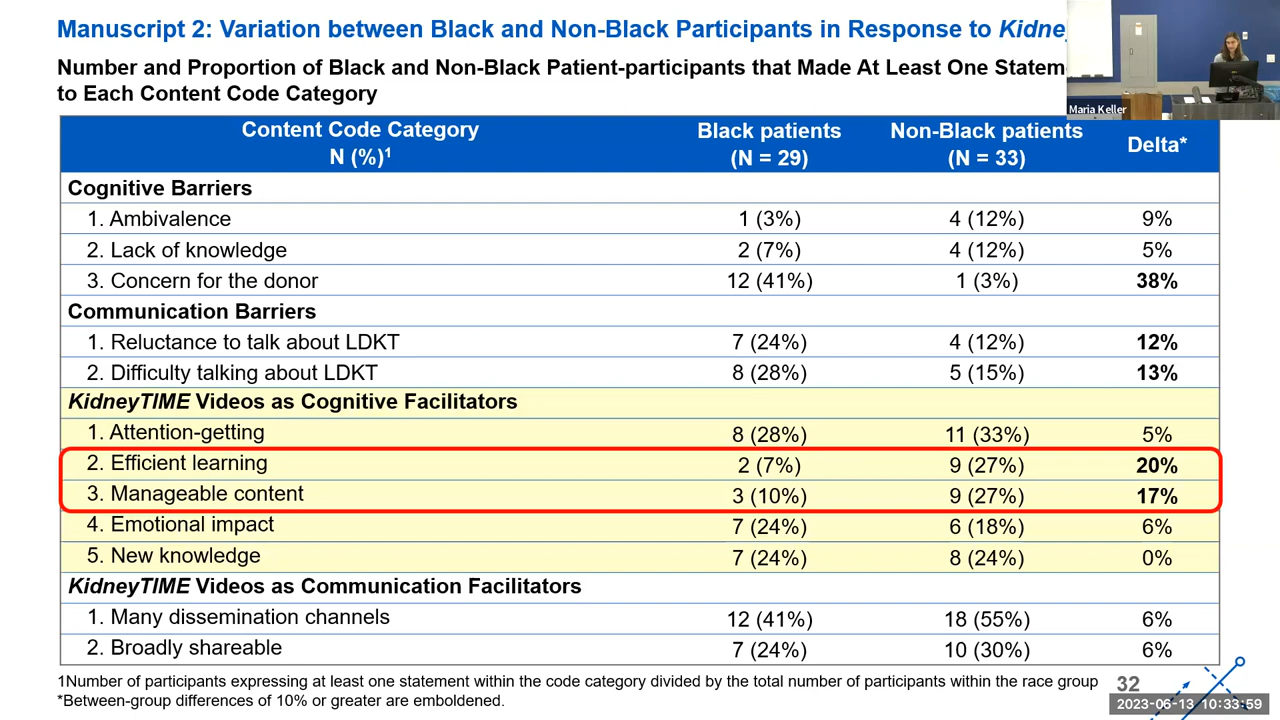 Manuscript 2: Variation between Black and Non-Black Participants in Response to
Number and Proportion of Black and Non-Black Patient-participants that Made At Least One
to Each Content Code Category
Maria Keller
Content Code Category
N (%)¹
Black patients
(N = 29)
Non-Black patients
(N = 33)
Delta*
Cognitive Barriers
1. Ambivalence 1 (3%) 4 (12%) 9%
2. Lack of knowledge 2 (7%) 4 (12%) 5%
3. Concern for the donor 12 (41%) 1 (3%) 38%
Communication Barriers
1. Reluctance to talk about LDKT 7 (24%) 4 (12%) 12%
2. Difficulty talking about LDKT 8 (28%) 5 (15%) 13%
KidneyTIME Videos as Cognitive Facilitators
1. Attention-getting 8 (28%) 11 (33%) 5%
2. Efficient learning 2 (7%) 9 (27%) 20%
3. Manageable content 3 (10%) 9 (27%) 17%
4. Emotional impact 7 (24%) 6 (18%) 6%
5. New knowledge 7 (24%) 8 (24%) 0%
KidneyTIME Videos as Communication Facilitators
1. Many dissemination channels 12 (41%) 18 (55%) 6%
2. Broadly shareable 7 (24%) 10 (30%) 6%
1Number of participants expressing at least one statement within the code category divided by the total number of participants within the race group
*Between-group differences of 10% or greater are emboldened.
32
2023-06-13 10:33:59